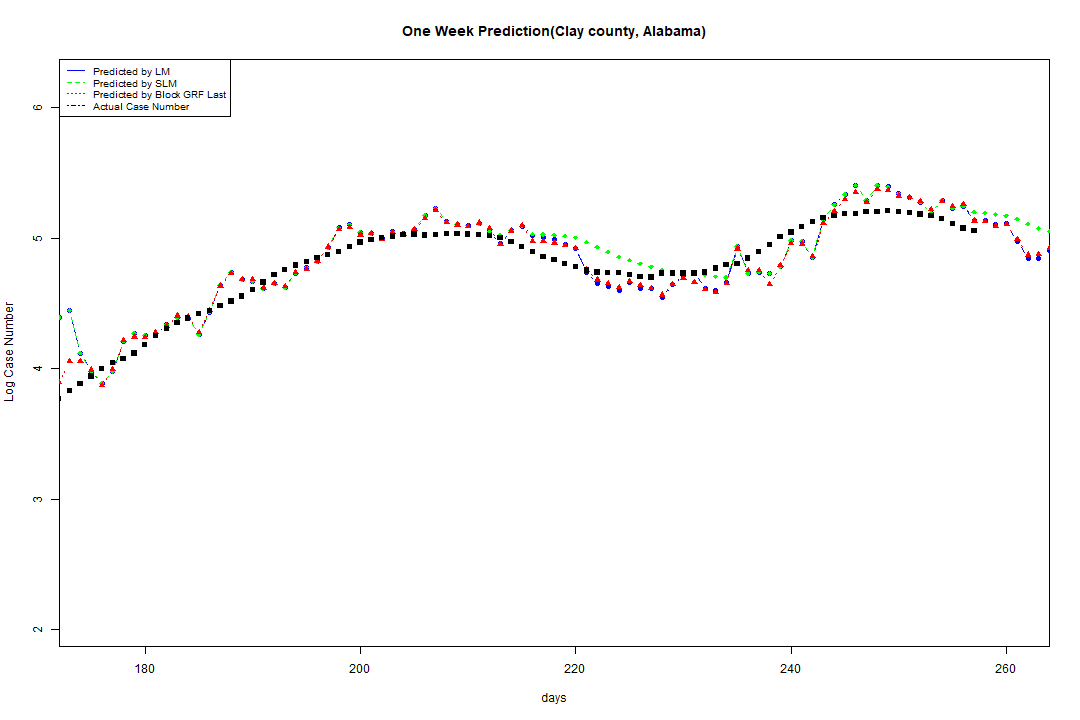 One Week Prediction(Clay county, Alabama)
Predicted by LM
Predicted by SLM
Predicted by Block GRF Last
Actual Case Number
6
5
4
3
2
Log Case Number
180 200 220 240 260
days